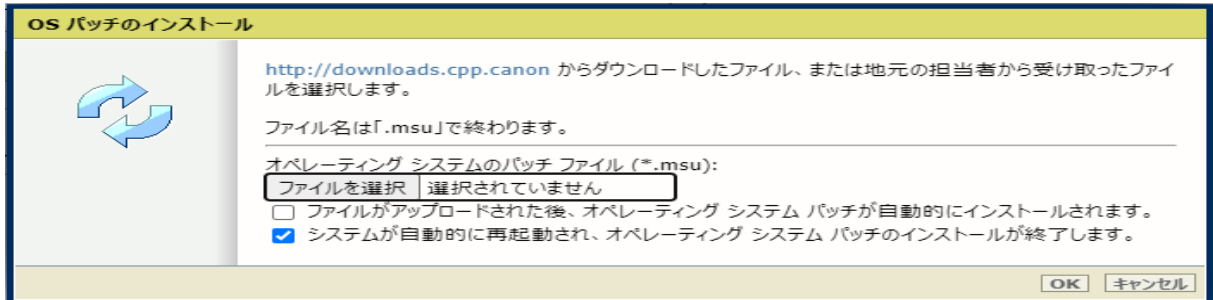 OS パッチのインストール
http://downloads.cpp.canon からダウンロードしたファイル、または地元の担当者から受け取ったファイ
ルを選択します。
ファイル名は「.msu」で終わります。
オペレーティング システムのパッチ ファイル (*.msu):
ファイルを選択 選択されていません
ファイルがアップロードされた後、オペレーティング システム パッチが自動的にインストールされます。
システムが自動的に再起動され、オペレーティング システム パッチのインストールが終了します。
OK キャンセル